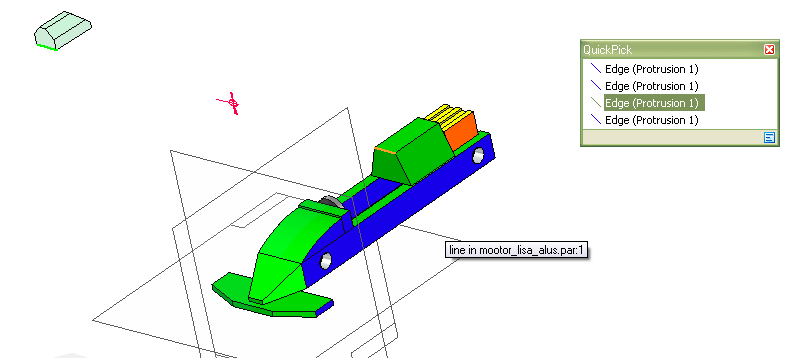 QuickPick
Edge (Protrusion 1)
Edge (Protrusion 1)
Edge (Protrusion 1)
Edge (Protrusion 1)
line in mootor_lisa_alus.par:1